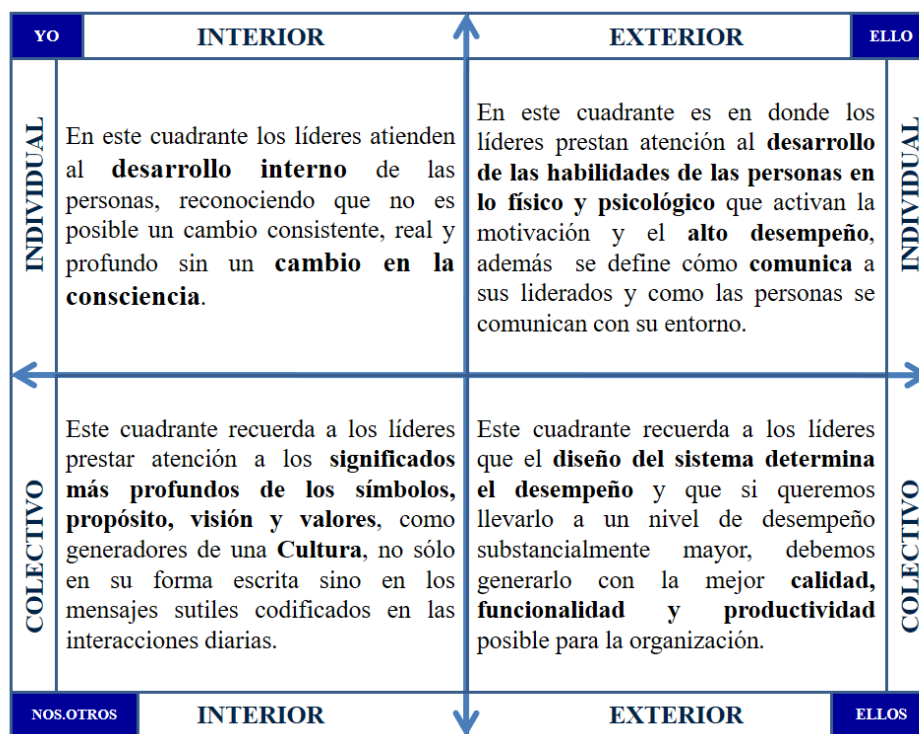 YO
INTERIOR
EXTERIOR
ELLO
INDIVIDUAL
En este cuadrante los líderes atienden
al desarrollo interno de las
personas, reconociendo que no es
posible un cambio consistente, real y
profundo sin un cambio en la
consciencia.
En este cuadrante es en donde los
líderes prestan atención al desarrollo
de las habilidades de las personas en
lo físico y psicológico que activan la
motivación y el alto desempeño,
además se define cómo comunica a
sus liderados y como las personas se
comunican con su entorno.
INDIVIDUAL
COLECTIVO
Este cuadrante recuerda a los líderes
prestar atención a los significados
más profundos de los símbolos,
propósito, visión y valores, como
generadores de una Cultura, no sólo
en su forma escrita sino en los
mensajes sutiles codificados en las
interacciones diarias.
Este cuadrante recuerda a los líderes
que el diseño del sistema determina
el desempeño y que si queremos
llevarlo a un nivel de desempeño
substancialmente mayor, debemos
generarlo con la mejor calidad,
funcionalidad y productividad
posible para la organización.
COLECTIVO
NOS.OTROS
INTERIOR
EXTERIOR
ELLOS